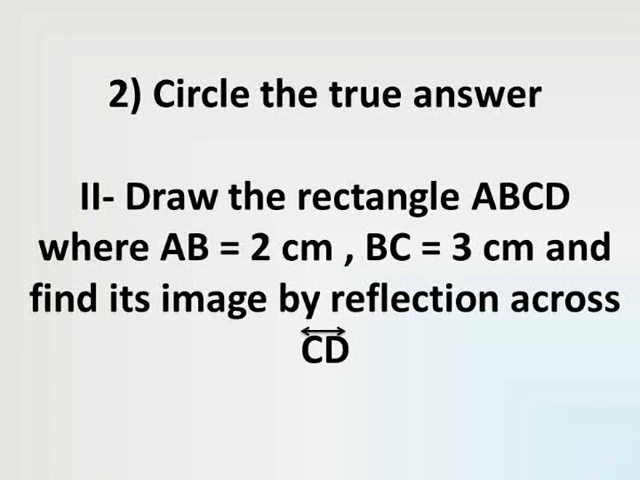 2) Circle the true answer
II- Draw the rectangle ABCD
where AB = 2 cm , BC = 3 cm and
find its image by reflection across
CD